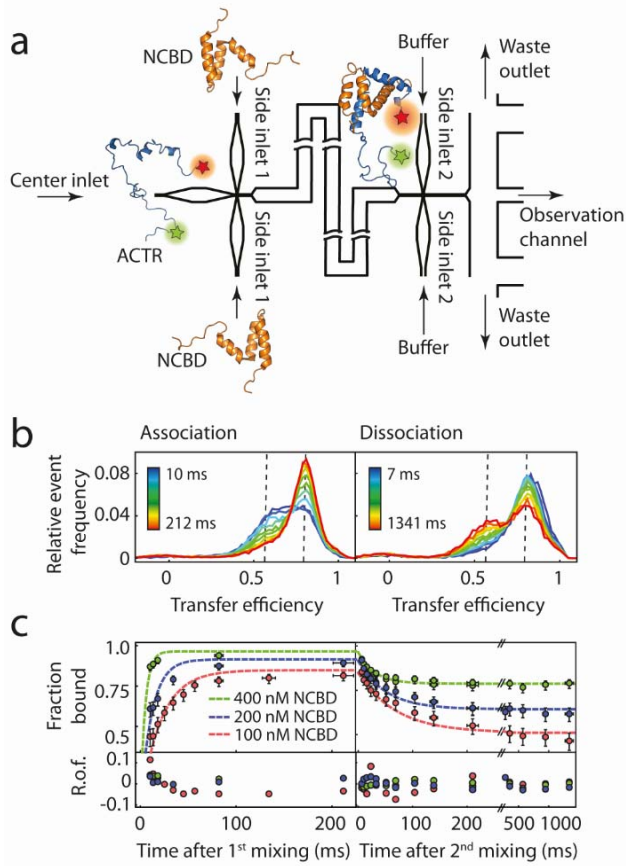 a
NCBD
Buffer
Waste
outlet
Side inlet 1
Side inlet 2
Center inlet
Observation
channel
ACTR
Side inlet 1
Side inlet 2
NCBD
Buffer
Waste
outlet
b
Association
Dissociation
Relative event
frequency
0.08
0.04
0
10 ms
212 ms
7 ms
1341 ms
0
0.5
1
0
0.5
1
Transfer efficiency
Transfer efficiency
c
Fraction
bound
1.0
0.75
0.5
400 nM NCBD
200 nM NCBD
100 nM NCBD
R.o.f.
0.1
0
-0.1
0
100
200
0
100
200
500
1000
Time after 1st mixing (ms)
Time after 2nd mixing (ms)